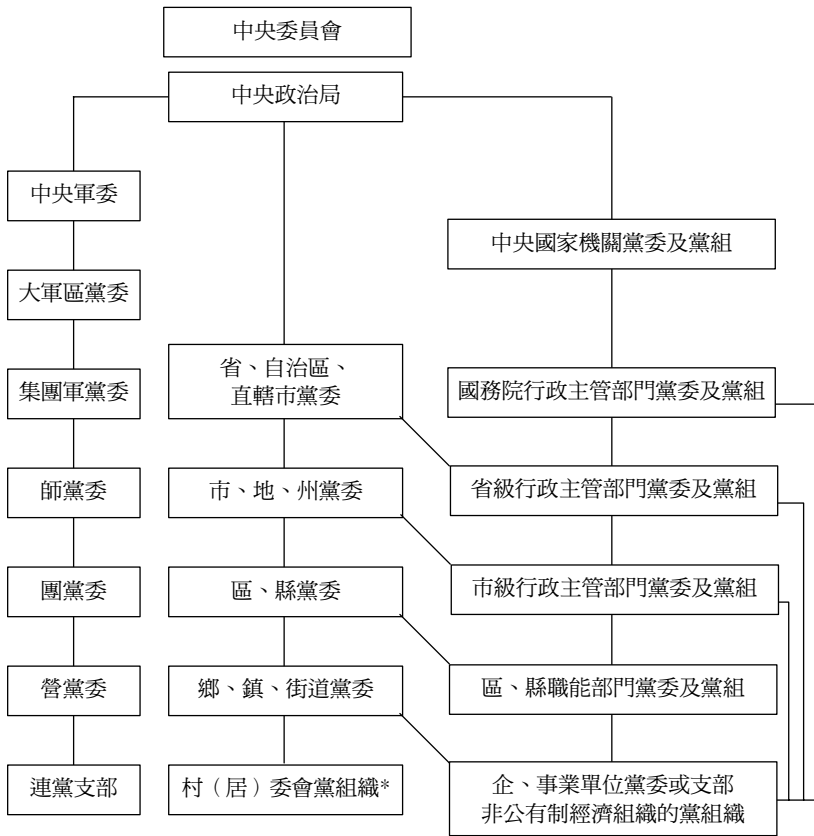 中央委員會
中央政治局
中央軍委
中央國家機關黨委及黨組
大軍區黨委
省、自治區、
直轄市黨委
集團軍黨委
國務院行政主管部門黨委及黨組
師黨委
市、地、州黨委
省級行政主管部門黨委及黨組
團黨委
區、縣黨委
市級行政主管部門黨委及黨組
營黨委
鄉、鎮、街道黨委
區、縣職能部門黨委及黨組
連黨支部
村（居）委會黨組織*
企、事業單位黨委或支部
非公有制經濟組織的黨組織